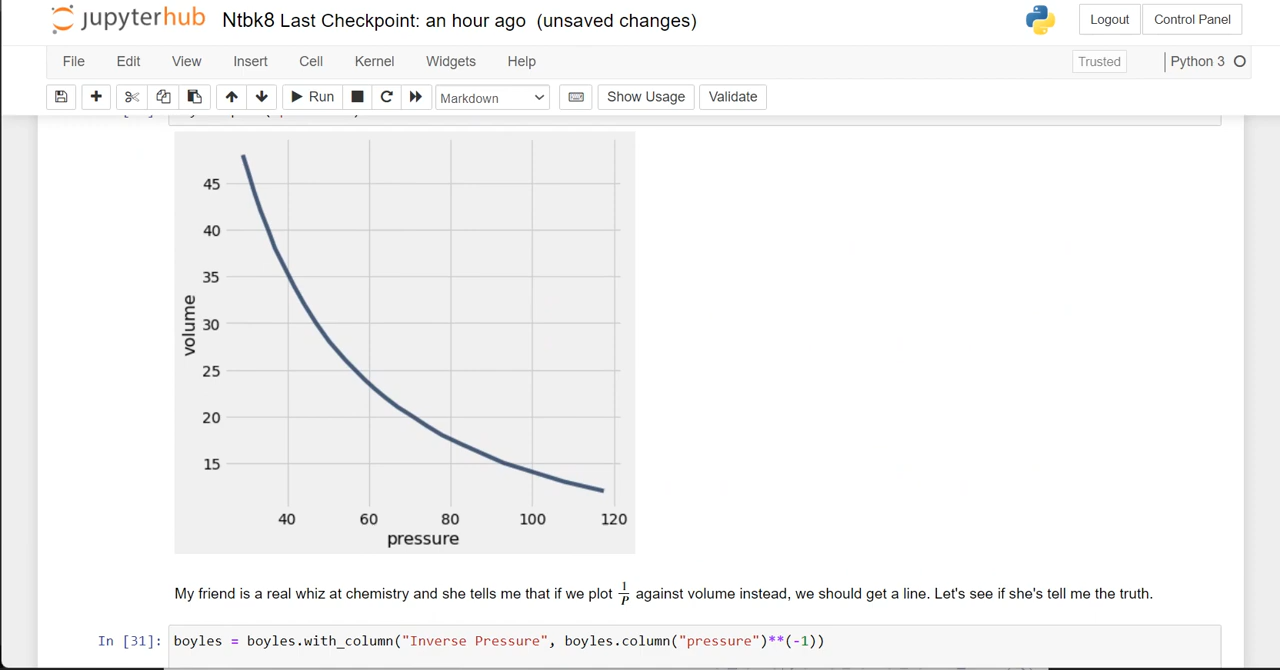 jupyterhub Ntbk8 Last Checkpoint: an hour ago (unsaved changes) Logout Control Panel
File Edit View Insert Cell Kernel Widgets Help Trusted Python 3
Run Markdown Show Usage Validate
45
40
35
30
25
20
15
volume
40 60 80 100 120
pressure
My friend is a real whiz at chemistry and she tells me that if we plot 1/P against volume instead, we should get a line. Let's see if she's tell me the truth.
In [31]: boyles = boyles.with_column("Inverse Pressure", boyles.column("pressure")**(-1))